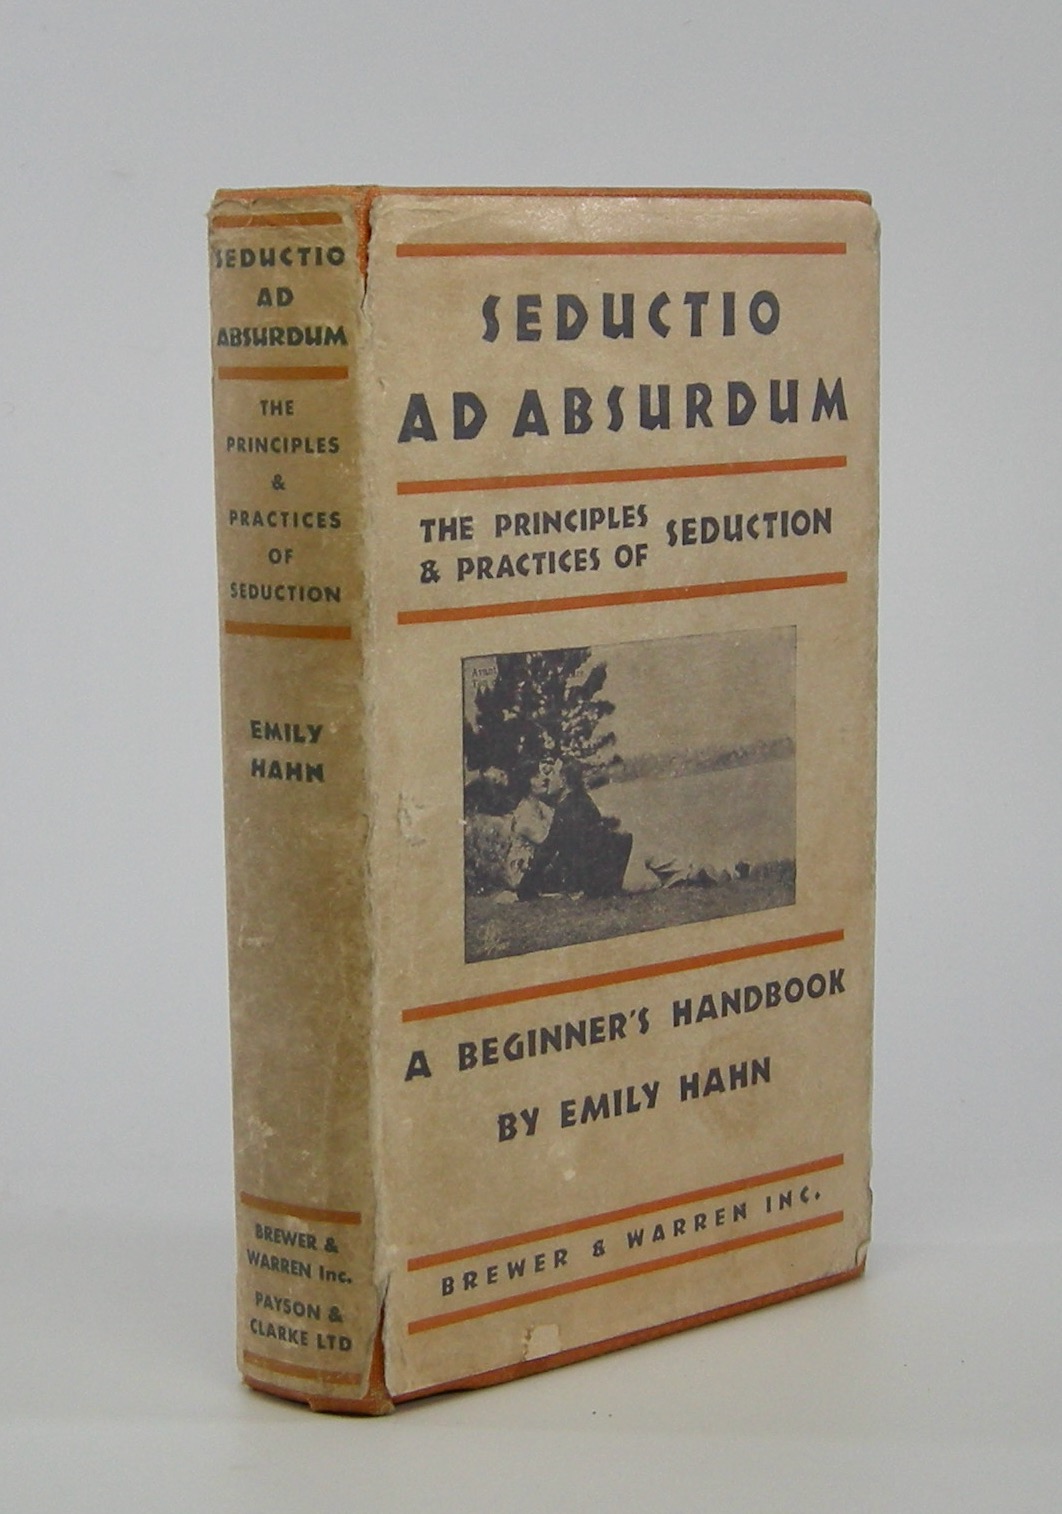 SEDUCTIO
AD
ABSURDUM
THE
PRINCIPLES
&
PRACTICES
OF
SEDUCTION
EMILY
HAHN
BREWER &
WARREN Inc.
PAYSON &
CLARKE LTD
SEDUCTIO
AD ABSURDUM
THE PRINCIPLES
& PRACTICES OF SEDUCTION
A BEGINNER'S HANDBOOK
BY EMILY HAHN
BREWER & WARREN INC.